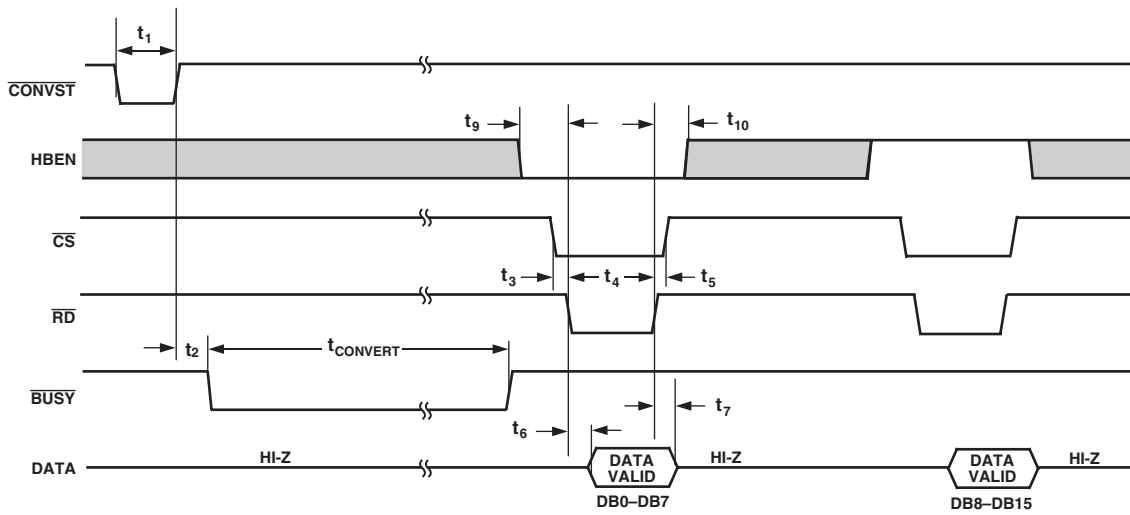 t1
CONVST
t9
t10
HBEN
CS
t3
t4
t5
RD
t2
tCONVERT
BUSY
t7
t6
DATA
HI-Z
DATA VALID
HI-Z
DATA VALID
HI-Z
DB0–DB7
DB8–DB15